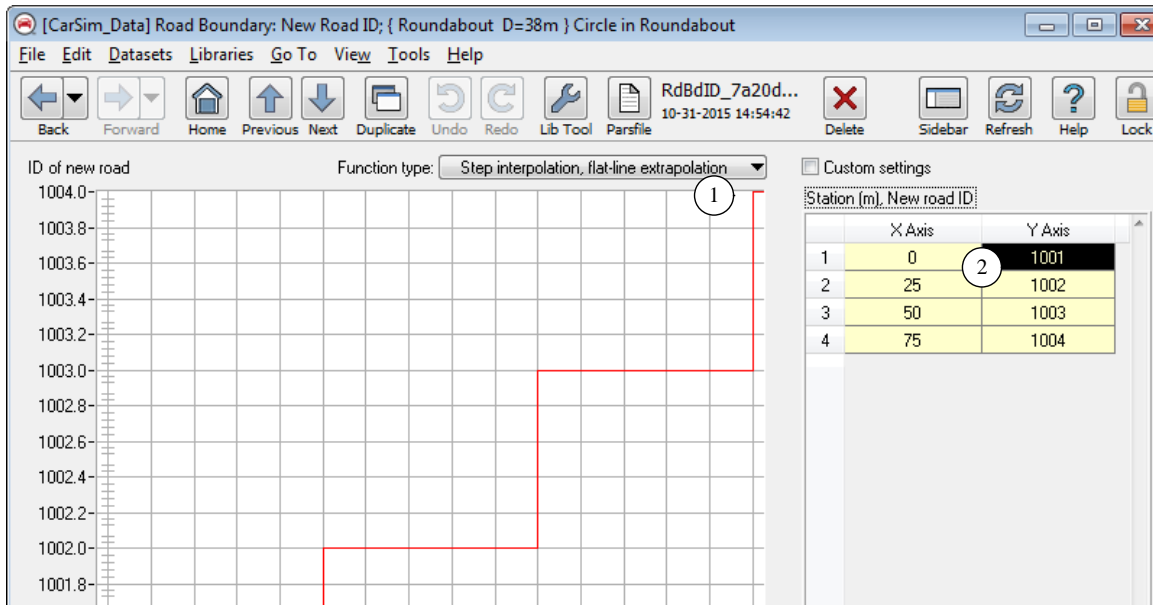 [CarSim_Data] Road Boundary: New Road ID; { Roundabout D=38m } Circle in Roundabout
File Edit Datasets Libraries Go To View Tools Help
RdBdID_7a20d...
10-31-2015 14:54:42
Back Forward Home Previous Next Duplicate Undo Redo Lib Tool Parsfile Delete Sidebar Refresh Help Lock
ID of new road Function type: Step interpolation, flat-line extrapolation Custom settings
1 Station (m), New road ID
X Axis Y Axis
1 0 1001
2
2 25 1002
3 50 1003
4 75 1004
1004.0
1003.8
1003.6
1003.4
1003.2
1003.0
1002.8
1002.6
1002.4
1002.2
1002.0
1001.8